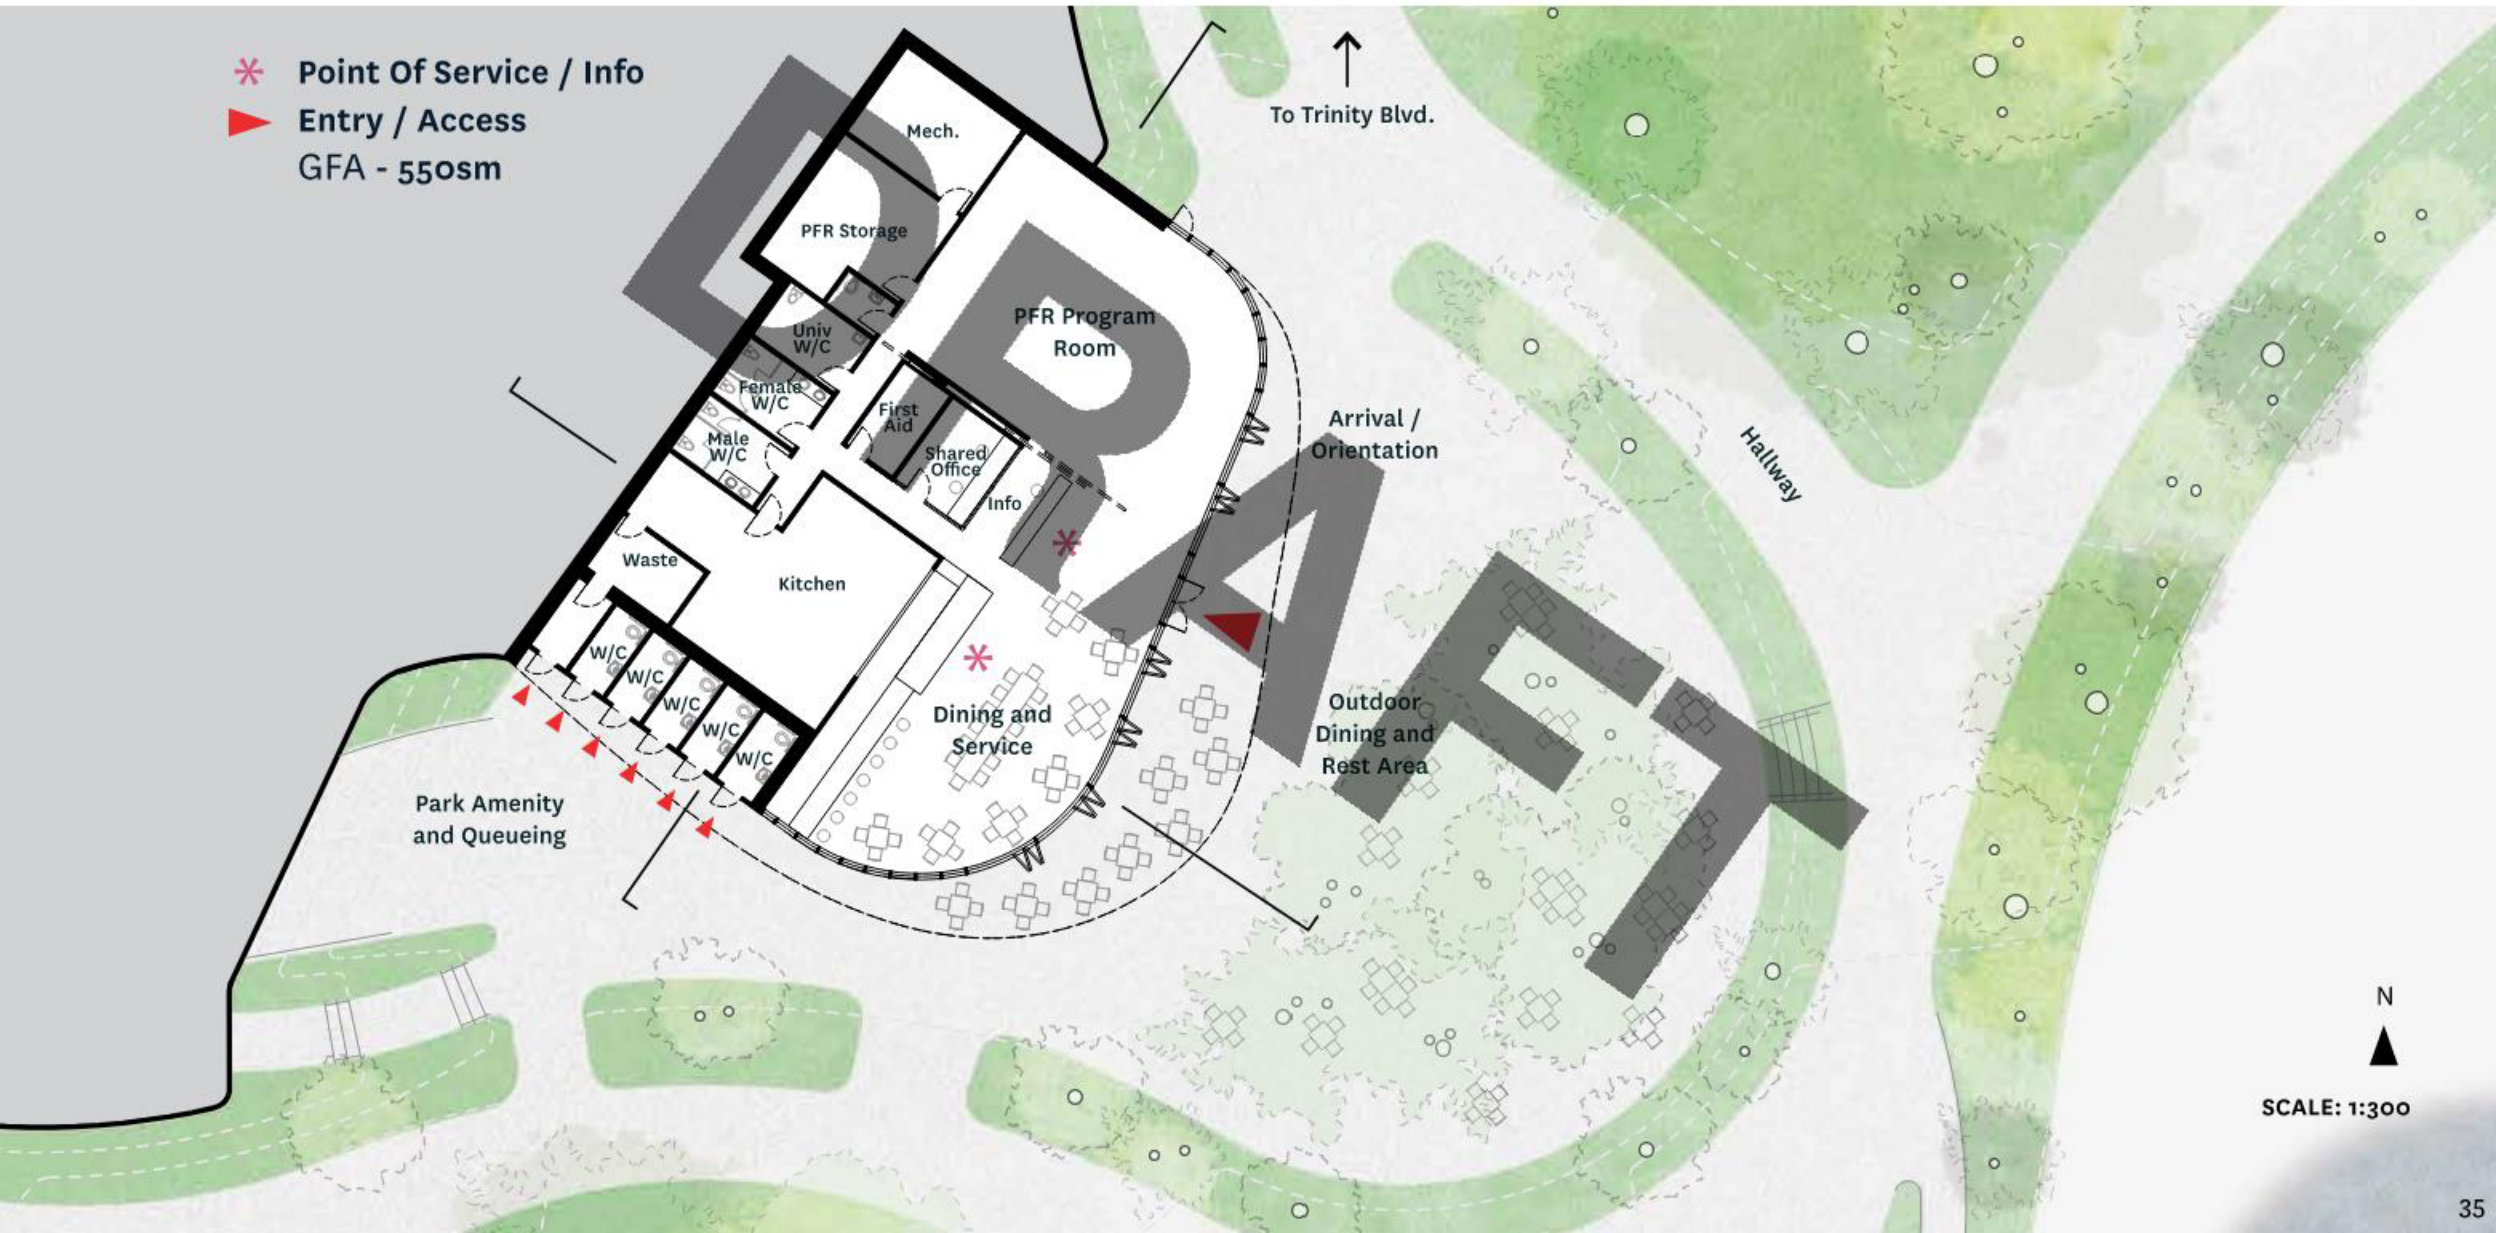 * Point Of Service / Info
Entry / Access
GFA - 550sm
To Trinity Blvd.
Mech.
PFR Storage
PFR Program
Room
Univ
W/C
Female
W/C
First
Aid
Male
W/C
Shared
Office
Info
Arrival /
Orientation
Hallway
Waste
Kitchen
W/C
W/C
W/C
W/C
W/C
Dining and
Service
Outdoor
Dining and
Rest Area
Park Amenity
and Queueing
DRAFT
N
SCALE: 1:300
35